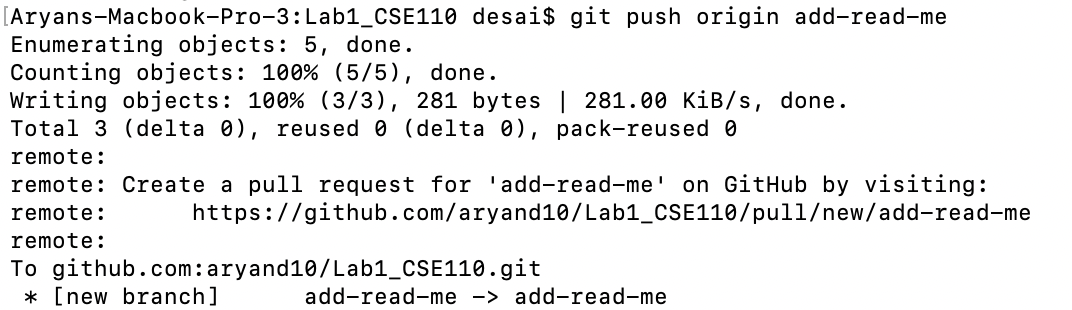 [Aryans-Macbook-Pro-3:Lab1_CSE110 desai$ git push origin add-read-me
Enumerating objects: 5, done.
Counting objects: 100% (5/5), done.
Writing objects: 100% (3/3), 281 bytes | 281.00 KiB/s, done.
Total 3 (delta 0), reused 0 (delta 0), pack-reused 0
remote:
remote: Create a pull request for 'add-read-me' on GitHub by visiting:
remote:      https://github.com/aryand10/Lab1_CSE110/pull/new/add-read-me
remote:
To github.com:aryand10/Lab1_CSE110.git
 * [new branch]      add-read-me -> add-read-me